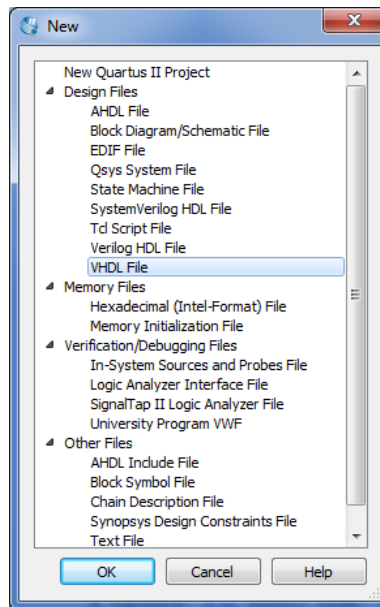 New
New Quartus II Project
Design Files
AHDL File
Block Diagram/Schematic File
EDIF File
Qsys System File
State Machine File
SystemVerilog HDL File
Tcl Script File
Verilog HDL File
VHDL File
Memory Files
Hexadecimal (Intel-Format) File
Memory Initialization File
Verification/Debugging Files
In-System Sources and Probes File
Logic Analyzer Interface File
SignalTap II Logic Analyzer File
University Program VWF
Other Files
AHDL Include File
Block Symbol File
Chain Description File
Synopsys Design Constraints File
Text File
OK Cancel Help